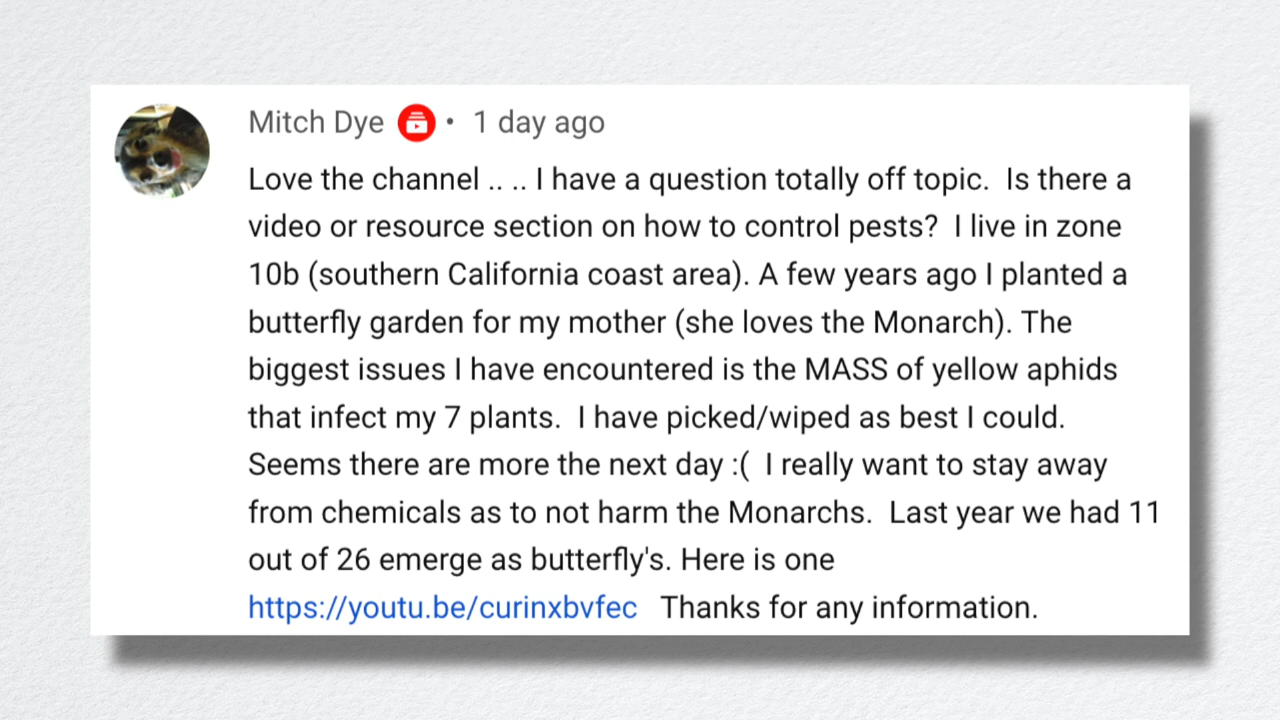 Mitch Dye • 1 day ago
Love the channel .. .. I have a question totally off topic.  Is there a
video or resource section on how to control pests?  I live in zone
10b (southern California coast area). A few years ago I planted a
butterfly garden for my mother (she loves the Monarch). The
biggest issues I have encountered is the MASS of yellow aphids
that infect my 7 plants.  I have picked/wiped as best I could.
Seems there are more the next day :(  I really want to stay away
from chemicals as to not harm the Monarchs.  Last year we had 11
out of 26 emerge as butterfly's. Here is one
https://youtu.be/curinxbvfec   Thanks for any information.